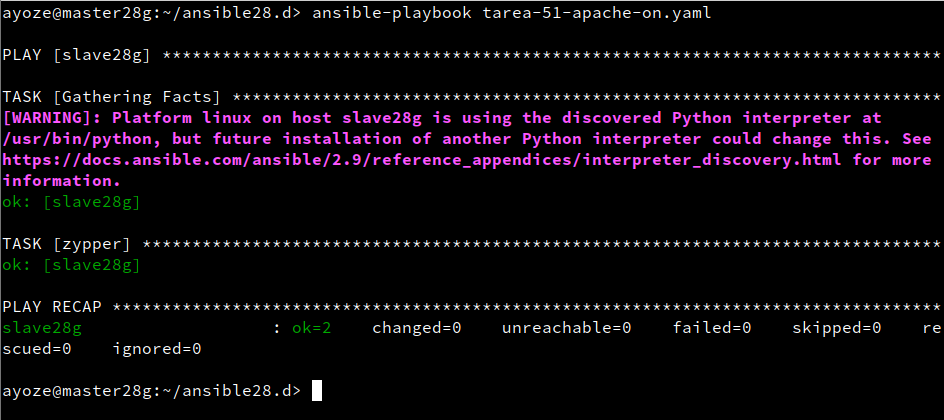 ayoze@master28g:~/ansible28.d> ansible-playbook tarea-51-apache-on.yaml
PLAY [slave28g] ******************************************************************************
TASK [Gathering Facts] ***********************************************************************
[WARNING]: Platform linux on host slave28g is using the discovered Python interpreter at
/usr/bin/python, but future installation of another Python interpreter could change this. See
https://docs.ansible.com/ansible/2.9/reference_appendices/interpreter_discovery.html for more
information.
ok: [slave28g]
TASK [zypper] ********************************************************************************
ok: [slave28g]
PLAY RECAP ***********************************************************************************
slave28g                   : ok=2    changed=0    unreachable=0    failed=0    skipped=0    re
scued=0    ignored=0
ayoze@master28g:~/ansible28.d>